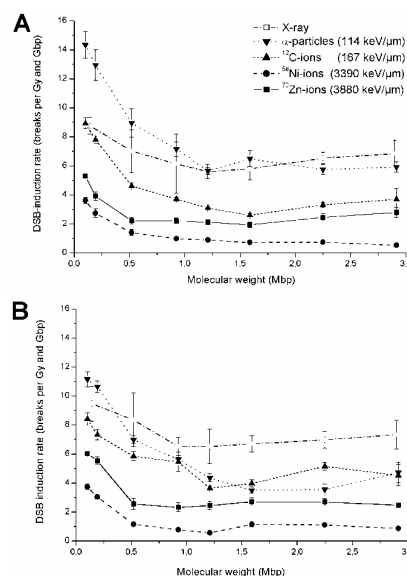 A
X-ray
α-particles (114 keV/µm)
¹²C-ions (167 keV/µm)
⁵⁸Ni-ions (3390 keV/µm)
⁷⁰Zn-ions (3880 keV/µm)
DSB-induction rate (breaks per Gy and Gbp)
16
14
12
10
8
6
4
2
0
0.0 0.5 1.0 1.5 2.0 2.5 3.0
Molecular weight (Mbp)
B
DSB induction rate (breaks per Gy and Gbp)
16
14
12
10
8
6
4
2
0
0.0 0.5 1.0 1.5 2.0 2.5 3.0
Molecular weight (Mbp)